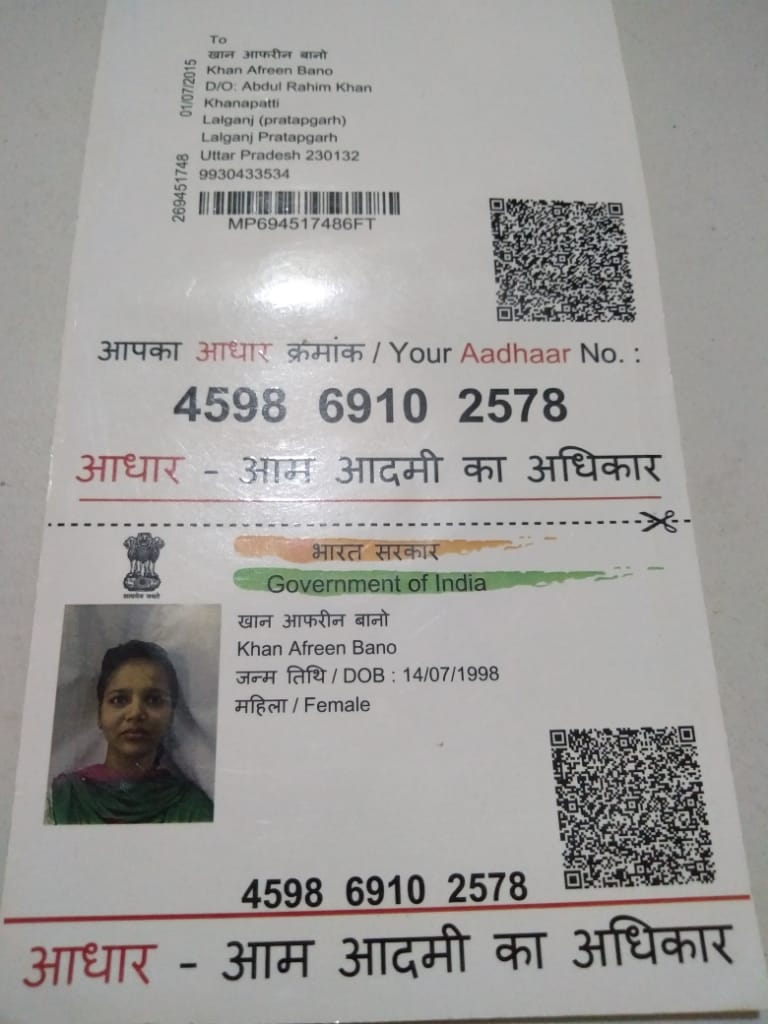 To
खान आफरीन बानो
Khan Afreen Bano
D/O: Abdul Rahim Khan
Khanapatti
Lalganj (pratapgarh)
Lalganj Pratapgarh
Uttar Pradesh 230132
9930433534
01/07/2015
269451748
MP694517486FT
आपका आधार क्रमांक / Your Aadhaar No. :
4598 6910 2578
आधार - आम आदमी का अधिकार
भारत सरकार
Government of India
सत्यमेव जयते
खान आफरीन बानो
Khan Afreen Bano
जन्म तिथि / DOB : 14/07/1998
महिला / Female
4598 6910 2578
आधार - आम आदमी का अधिकार